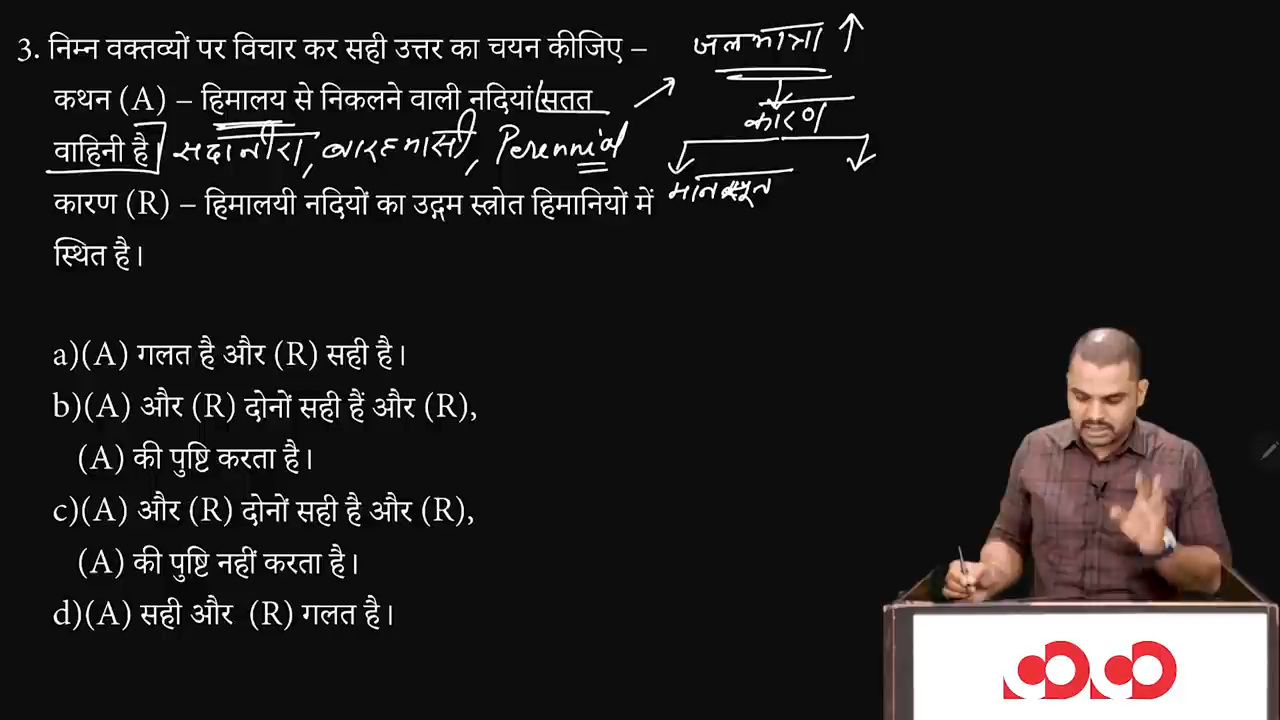 3. निम्न वक्तव्यों पर विचार कर सही उत्तर का चयन कीजिए –
जलमात्रा ↑
कथन (A) – हिमालय से निकलने वाली नदियां सतत
कारण
वाहिनी है। सदानीरा, बारहमासी, Perennial
मानसून
कारण (R) – हिमालयी नदियों का उद्गम स्त्रोत हिमानियों में
स्थित है।
a)(A) गलत है और (R) सही है।
b)(A) और (R) दोनों सही हैं और (R),
(A) की पुष्टि करता है।
c)(A) और (R) दोनों सही है और (R),
(A) की पुष्टि नहीं करता है।
d)(A) सही और (R) गलत है।